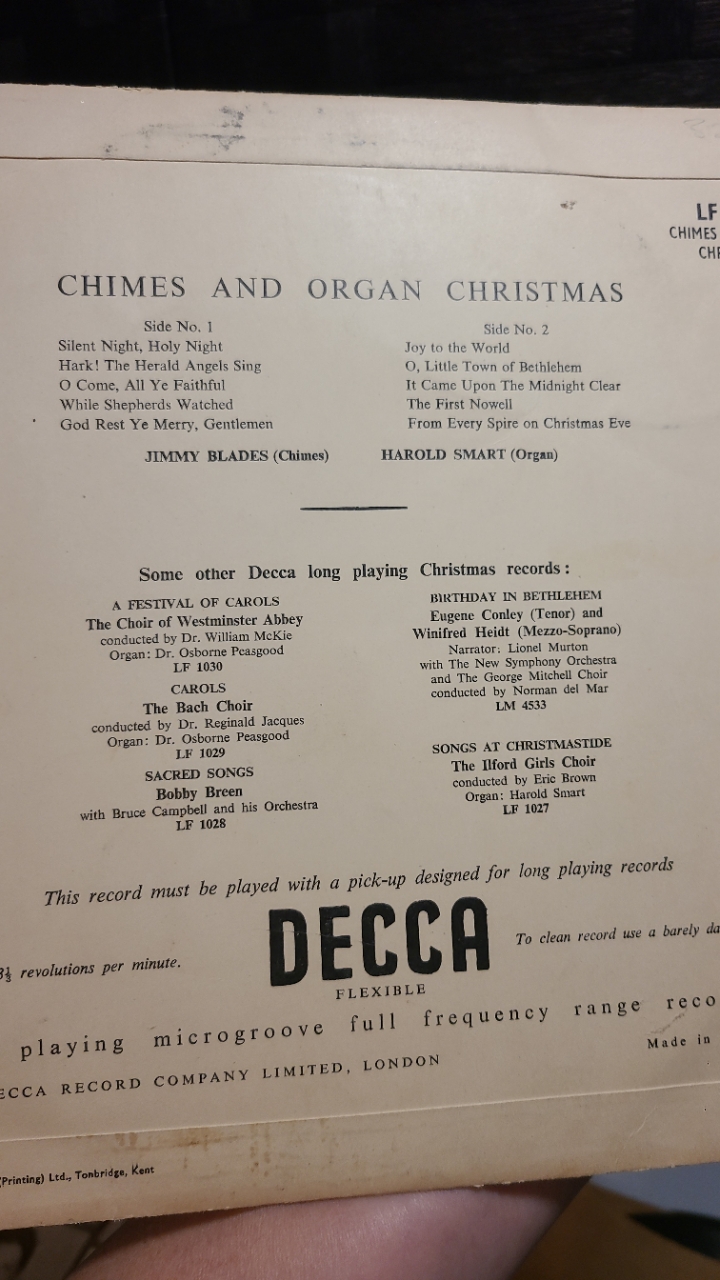 LF
CHIMES
CHR
CHIMES AND ORGAN CHRISTMAS
Side No. 1
Silent Night, Holy Night
Hark! The Herald Angels Sing
O Come, All Ye Faithful
While Shepherds Watched
God Rest Ye Merry, Gentlemen
Side No. 2
Joy to the World
O, Little Town of Bethlehem
It Came Upon The Midnight Clear
The First Nowell
From Every Spire on Christmas Eve
JIMMY BLADES (Chimes) HAROLD SMART (Organ)
Some other Decca long playing Christmas records:
A FESTIVAL OF CAROLS
The Choir of Westminster Abbey
conducted by Dr. William McKie
Organ: Dr. Osborne Peasgood
LF 1030
CAROLS
The Bach Choir
conducted by Dr. Reginald Jacques
Organ: Dr. Osborne Peasgood
LF 1029
SACRED SONGS
Bobby Breen
with Bruce Campbell and his Orchestra
LF 1028
BIRTHDAY IN BETHLEHEM
Eugene Conley (Tenor) and
Winifred Heidt (Mezzo-Soprano)
Narrator: Lionel Murton
with The New Symphony Orchestra
and The George Mitchell Choir
conducted by Norman del Mar
LM 4533
SONGS AT CHRISTMASTIDE
The Ilford Girls Choir
conducted by Eric Brown
Organ: Harold Smart
LF 1027
This record must be played with a pick-up designed for long playing records
3⅓ revolutions per minute.
DECCA
To clean record use a barely da
FLEXIBLE
playing microgroove full frequency range reco
ECCA RECORD COMPANY LIMITED, LONDON
Made in
(Printing) Ltd., Tonbridge, Kent